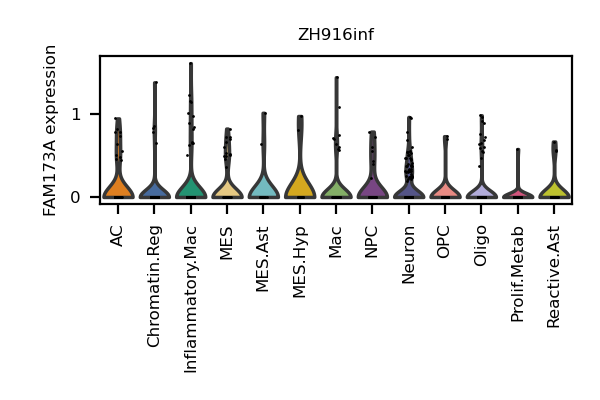 ZH916inf
FAM173A expression
1
0
AC
Chromatin.Reg
Inflammatory.Mac
MES
MES.Ast
MES.Hyp
Mac
NPC
Neuron
OPC
Oligo
Prolif.Metab
Reactive.Ast